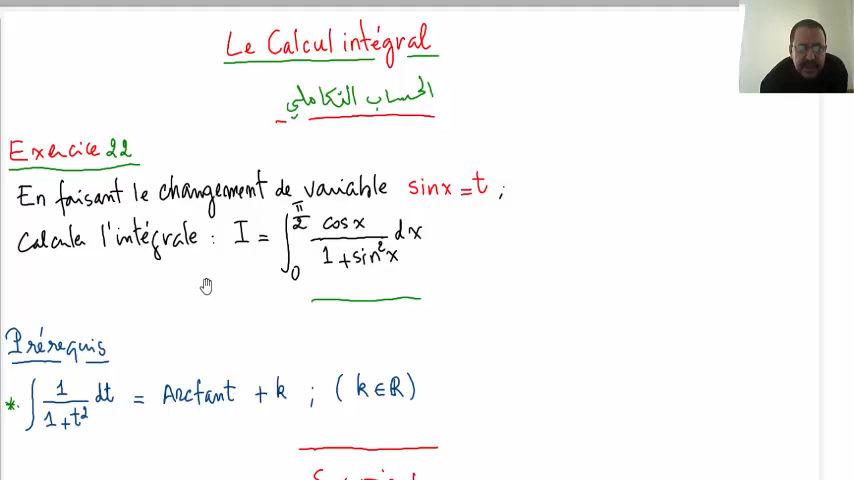 Le Calcul intégral
الحساب التكاملي
Exercice 22
En faisant le changement de variable sinx = t ;
Calculer l'intégrale : I = ∫₀^(π/2) cosx / (1 + sin²x) dx
Prérequis
* ∫ 1 / (1 + t²) dt = Arctant + k ; (k ∈ ℝ)